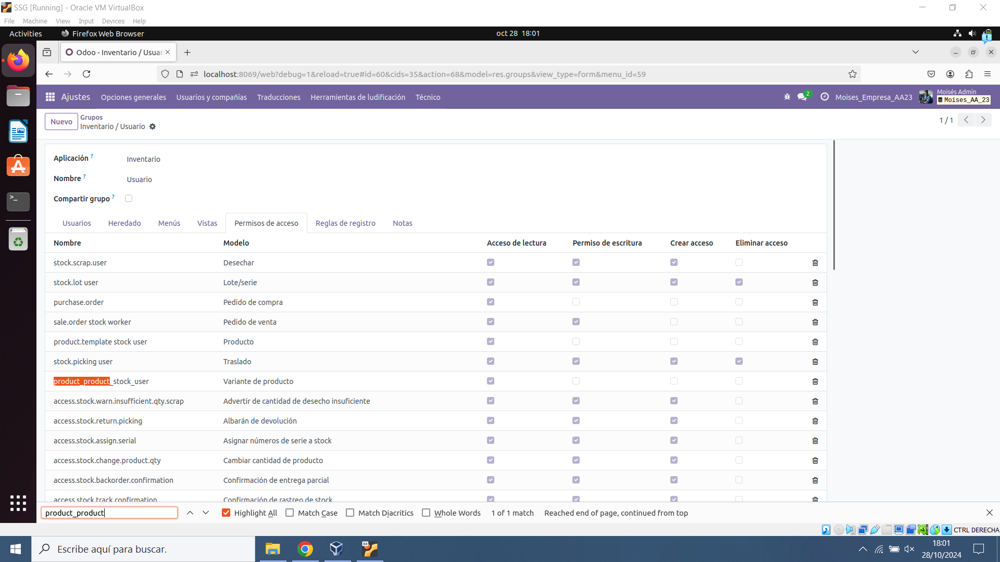 SSG [Running] - Oracle VM VirtualBox
File Machine View Input Devices Help
Activities Firefox Web Browser oct 28 18:01
Odoo - Inventario / Usuar
localhost:8069/web?debug=1&reload=true#id=60&cids=35&action=68&model=res.groups&view_type=form&menu_id=59
Ajustes Opciones generales Usuarios y compañías Traducciones Herramientas de ludificación Técnico 2 Moises_Empresa_AA23 Moisés Admin
Moises_AA_23
Nuevo Grupos
Inventario / Usuario
1 / 1
Aplicación ? Inventario
Nombre ? Usuario
Compartir grupo ?
Usuarios Heredado Menús Vistas Permisos de acceso Reglas de registro Notas
Nombre Modelo Acceso de lectura Permiso de escritura Crear acceso Eliminar acceso
stock.scrap.user Desechar
stock.lot user Lote/serie
purchase.order Pedido de compra
sale.order stock worker Pedido de venta
product.template stock user Producto
stock.picking user Traslado
product_product_stock_user Variante de producto
access.stock.warn.insufficient.qty.scrap Advertir de cantidad de desecho insuficiente
access.stock.return.picking Albarán de devolución
access.stock.assign.serial Asignar números de serie a stock
access.stock.change.product.qty Cambiar cantidad de producto
access.stock.backorder.confirmation Confirmación de entrega parcial
access.stock.track.confirmation Confirmación de rastreo de stock
product_product Highlight All Match Case Match Diacritics Whole Words 1 of 1 match Reached end of page, continued from top
CTRL DERECHA
Escribe aquí para buscar.
64
18:01
28/10/2024